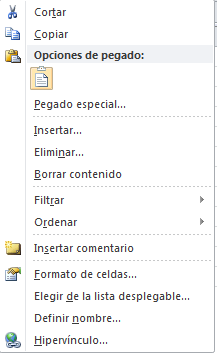 Cortar
Copiar
Opciones de pegado:
Pegado especial...
Insertar...
Eliminar...
Borrar contenido
Filtrar
Ordenar
Insertar comentario
Formato de celdas...
Elegir de la lista desplegable...
Definir nombre...
Hipervínculo...